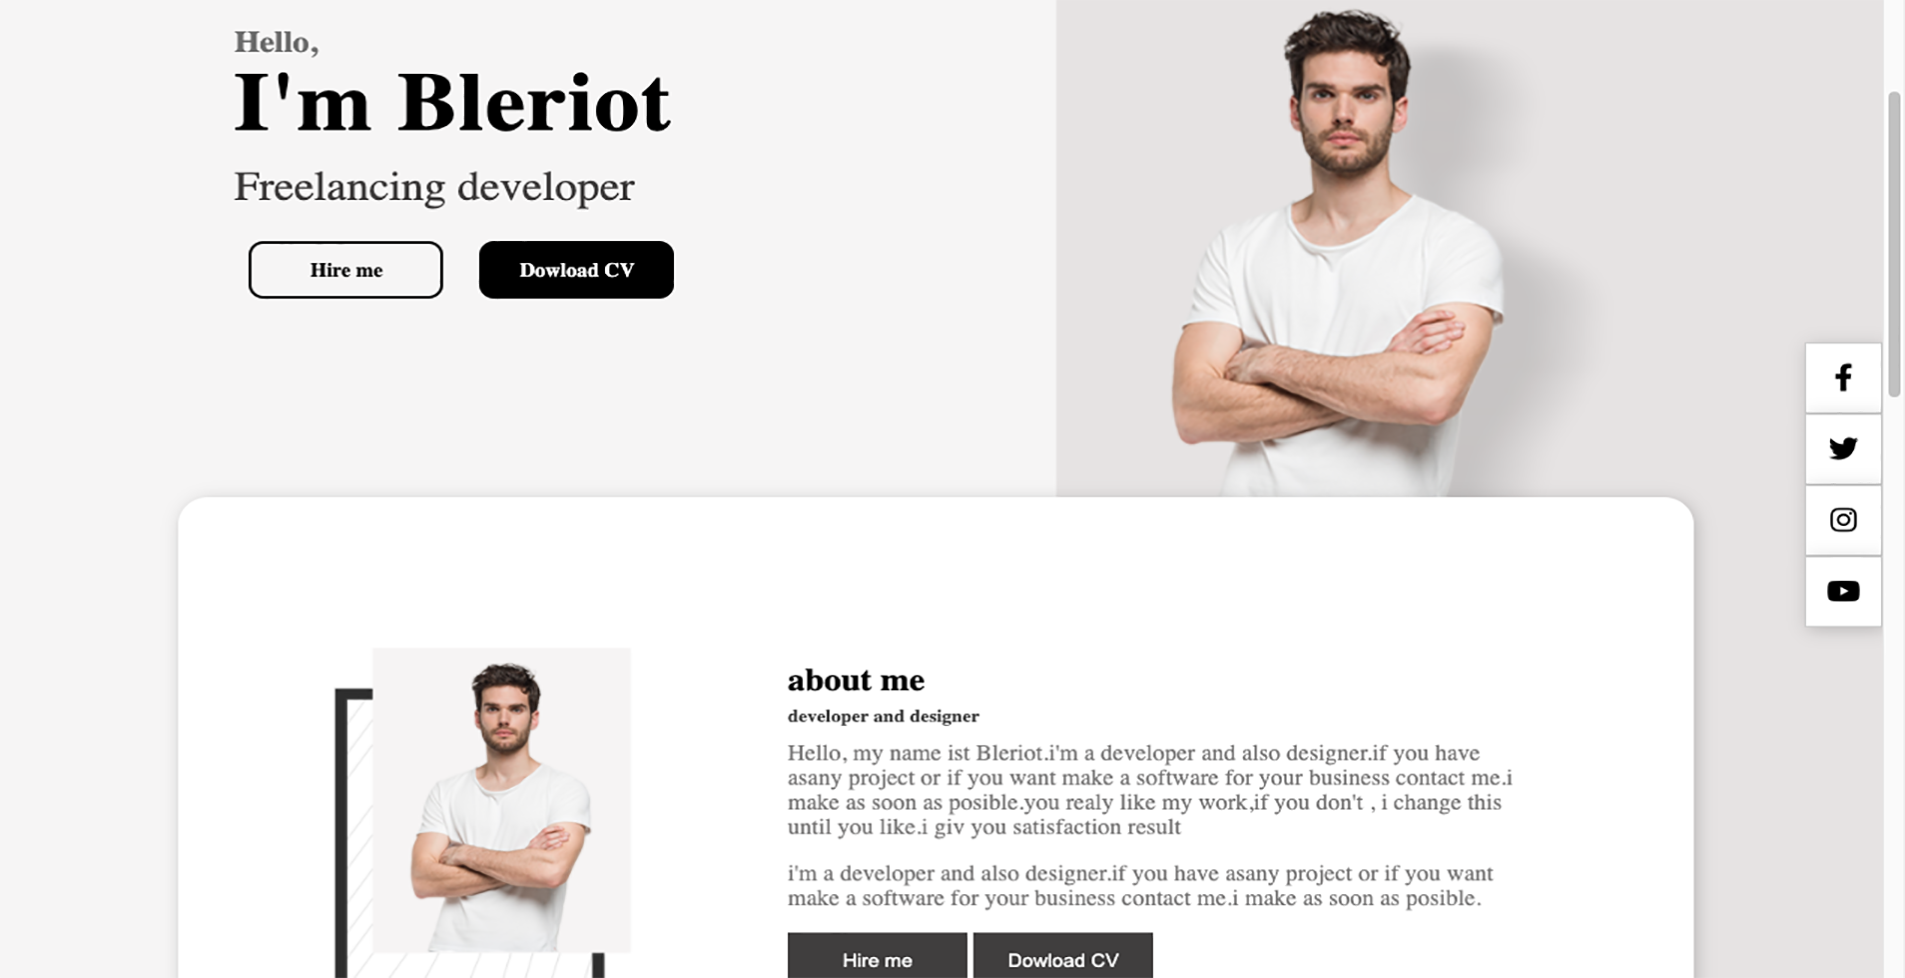 Hello,
I'm Bleriot
Freelancing developer
Hire me
Dowload CV
about me
developer and designer
Hello, my name ist Bleriot.i'm a developer and also designer.if you have
asany project or if you want make a software for your business contact me.i
make as soon as posible.you realy like my work,if you don't , i change this
until you like.i giv you satisfaction result
i'm a developer and also designer.if you have asany project or if you want
make a software for your business contact me.i make as soon as posible.
Hire me
Dowload CV